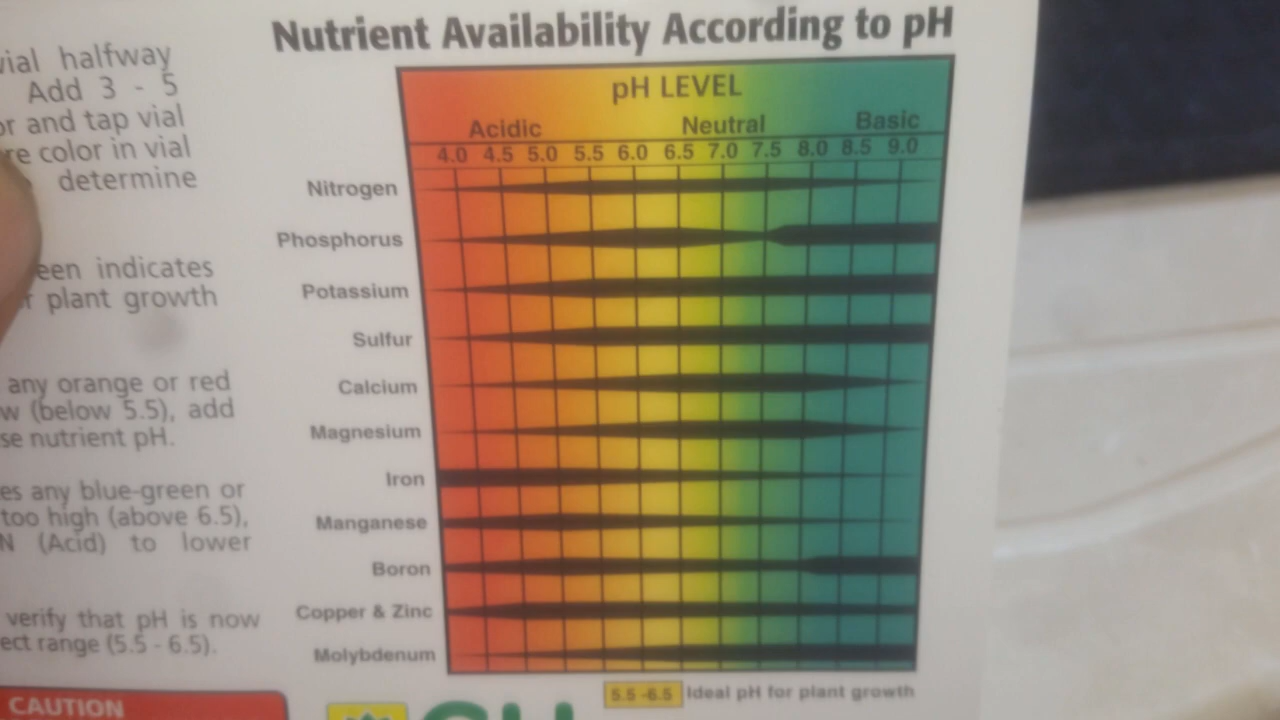 Nutrient Availability According to pH
vial halfway
Add 3 - 5
or and tap vial
re color in vial
determine
een indicates
r plant growth
any orange or red
w (below 5.5), add
se nutrient pH.
es any blue-green or
too high (above 6.5),
N (Acid) to lower
verify that pH is now
ect range (5.5 - 6.5).
CAUTION
pH LEVEL
Acidic Neutral Basic
4.0 4.5 5.0 5.5 6.0 6.5 7.0 7.5 8.0 8.5 9.0
Nitrogen
Phosphorus
Potassium
Sulfur
Calcium
Magnesium
Iron
Manganese
Boron
Copper & Zinc
Molybdenum
5.5 -6.5 Ideal pH for plant growth